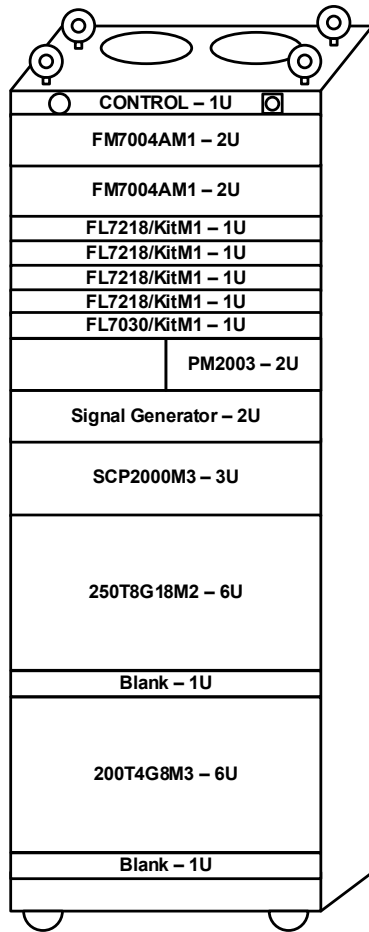 CONTROL – 1U
FM7004AM1 – 2U
FM7004AM1 – 2U
FL7218/KitM1 – 1U
FL7218/KitM1 – 1U
FL7218/KitM1 – 1U
FL7218/KitM1 – 1U
FL7030/KitM1 – 1U
PM2003 – 2U
Signal Generator – 2U
SCP2000M3 – 3U
250T8G18M2 – 6U
Blank – 1U
200T4G8M3 – 6U
Blank – 1U